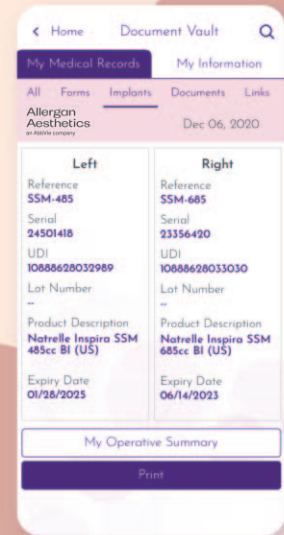 Home
Document Vault
My Medical Records
My Information
All Forms Implants Documents Links
Allergan
Aesthetics
an AbbVie company
Dec 06, 2020
Left
Reference
SSM-485
Serial
24501418
UDI
10888628032989
Lot Number
--
Product Description
Natrelle Inspira SSM
485cc BI (US)
Expiry Date
01/28/2025
Right
Reference
SSM-685
Serial
23356420
UDI
10888628033030
Lot Number
--
Product Description
Natrelle Inspira SSM
685cc BI (US)
Expiry Date
06/14/2023
My Operative Summary
Print